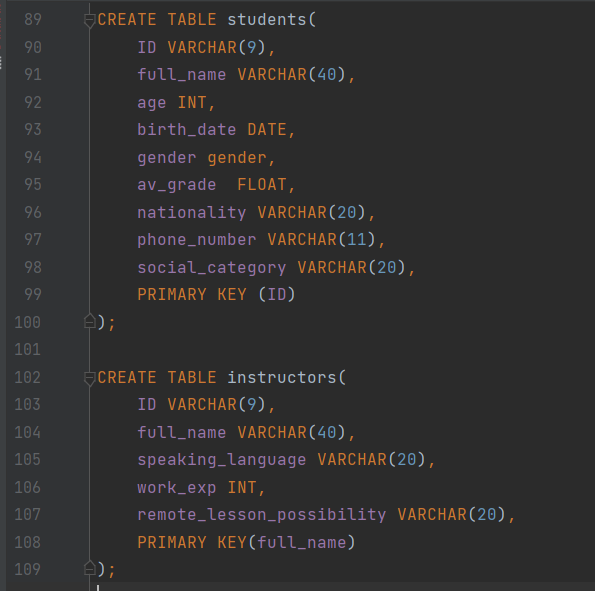 89 CREATE TABLE students(
90 ID VARCHAR(9),
91 full_name VARCHAR(40),
92 age INT,
93 birth_date DATE,
94 gender gender,
95 av_grade  FLOAT,
96 nationality VARCHAR(20),
97 phone_number VARCHAR(11),
98 social_category VARCHAR(20),
99 PRIMARY KEY (ID)
100 );
101
102 CREATE TABLE instructors(
103 ID VARCHAR(9),
104 full_name VARCHAR(40),
105 speaking_language VARCHAR(20),
106 work_exp INT,
107 remote_lesson_possibility VARCHAR(20),
108 PRIMARY KEY(full_name)
109 );